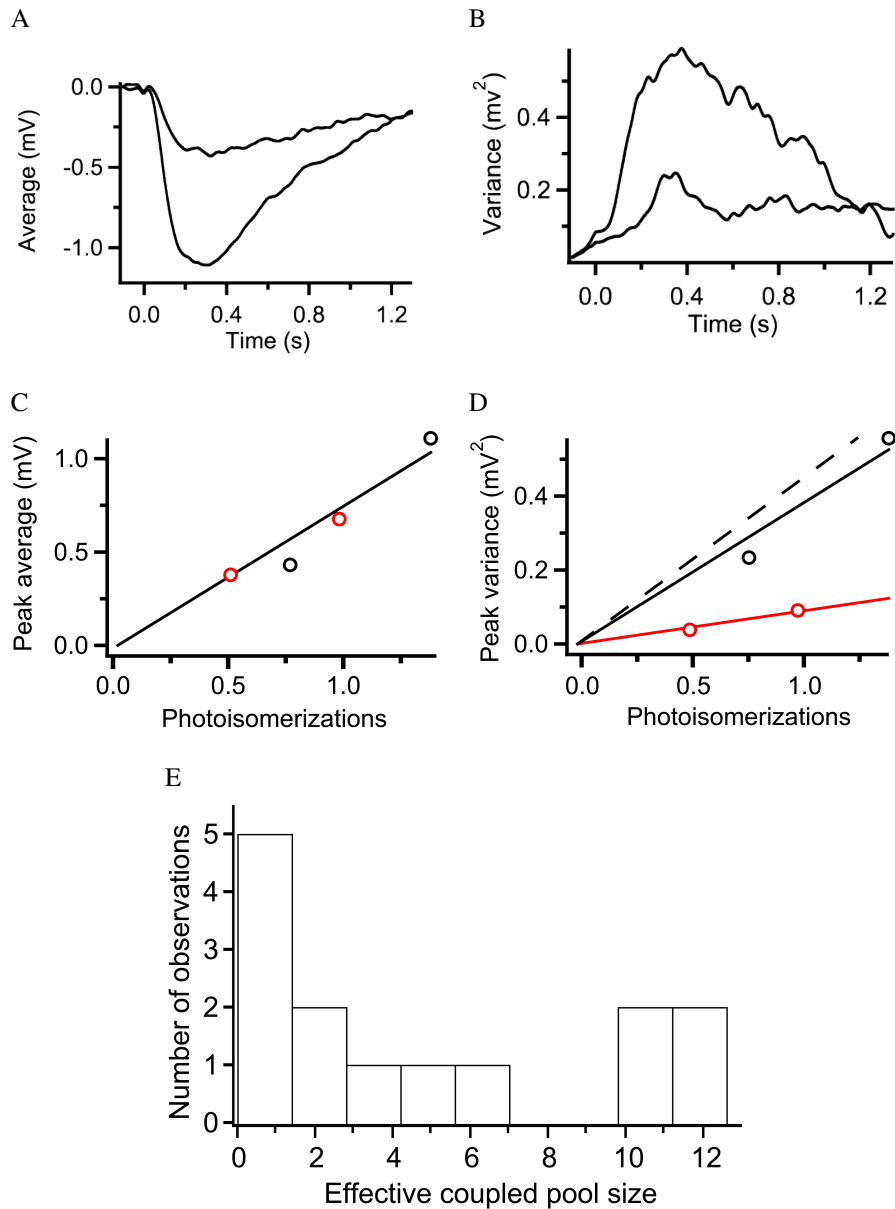 A
0.0
-0.5
-1.0
Average (mV)
0.0 0.4 0.8 1.2
Time (s)
B
0.4
0.2
Variance (mv²)
0.0 0.4 0.8 1.2
Time (s)
C
1.0
0.5
0.0
Peak average (mV)
0.0 0.5 1.0
Photoisomerizations
D
0.4
0.2
0.0
Peak variance (mV²)
0.0 0.5 1.0
Photoisomerizations
E
5
4
3
2
1
0
Number of observations
0 2 4 6 8 10 12
Effective coupled pool size